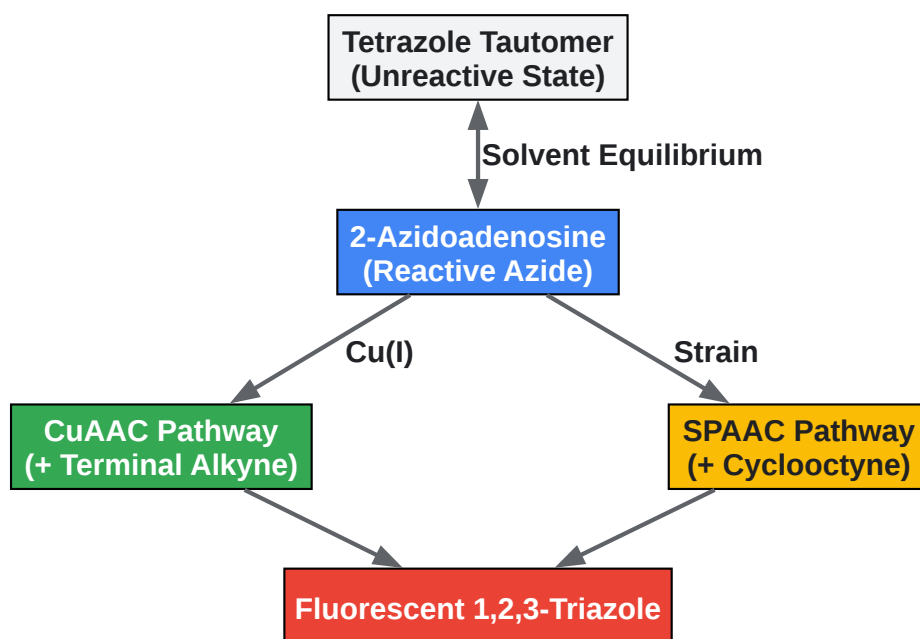 Tetrazole Tautomer
(Unreactive State)
Solvent Equilibrium
2-Azidoadenosine
(Reactive Azide)
Cu(I)
Strain
CuAAC Pathway
(+ Terminal Alkyne)
SPAAC Pathway
(+ Cyclooctyne)
Fluorescent 1,2,3-Triazole